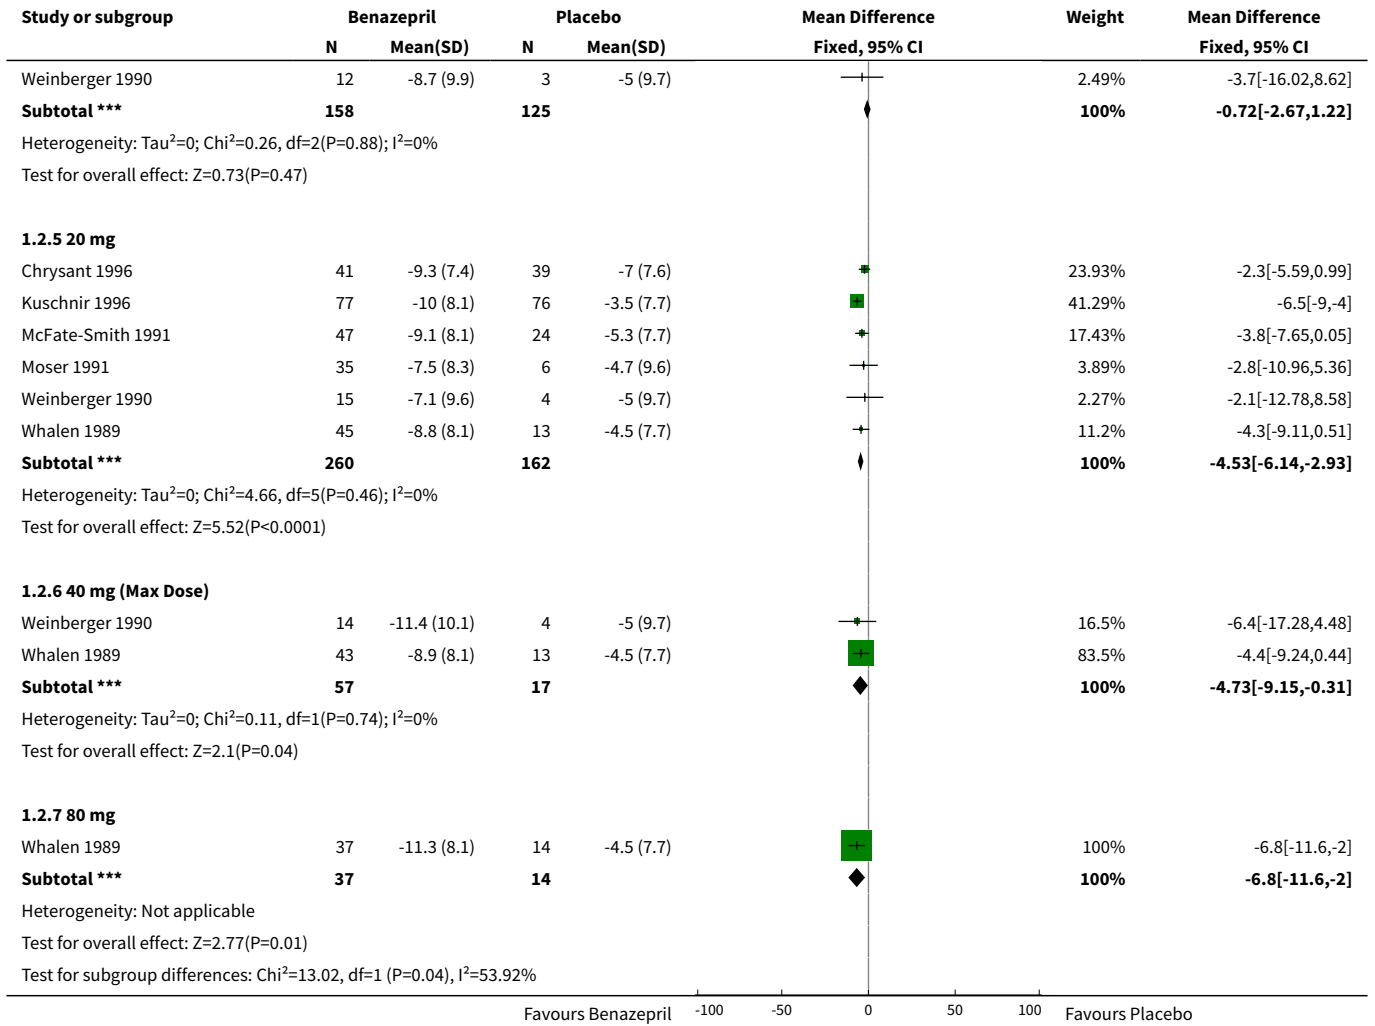 Study or subgroup Benazepril Placebo Mean Difference Weight Mean Difference
N Mean(SD) N Mean(SD) Fixed, 95% CI Fixed, 95% CI
Weinberger 1990 12 -8.7 (9.9) 3 -5 (9.7) 2.49% -3.7[-16.02,8.62]
Subtotal *** 158 125 100% -0.72[-2.67,1.22]
Heterogeneity: Tau²=0; Chi²=0.26, df=2(P=0.88); I²=0%
Test for overall effect: Z=0.73(P=0.47)
1.2.5 20 mg
Chrysant 1996 41 -9.3 (7.4) 39 -7 (7.6) 23.93% -2.3[-5.59,0.99]
Kuschnir 1996 77 -10 (8.1) 76 -3.5 (7.7) 41.29% -6.5[-9,-4]
McFate-Smith 1991 47 -9.1 (8.1) 24 -5.3 (7.7) 17.43% -3.8[-7.65,0.05]
Moser 1991 35 -7.5 (8.3) 6 -4.7 (9.6) 3.89% -2.8[-10.96,5.36]
Weinberger 1990 15 -7.1 (9.6) 4 -5 (9.7) 2.27% -2.1[-12.78,8.58]
Whalen 1989 45 -8.8 (8.1) 13 -4.5 (7.7) 11.2% -4.3[-9.11,0.51]
Subtotal *** 260 162 100% -4.53[-6.14,-2.93]
Heterogeneity: Tau²=0; Chi²=4.66, df=5(P=0.46); I²=0%
Test for overall effect: Z=5.52(P<0.0001)
1.2.6 40 mg (Max Dose)
Weinberger 1990 14 -11.4 (10.1) 4 -5 (9.7) 16.5% -6.4[-17.28,4.48]
Whalen 1989 43 -8.9 (8.1) 13 -4.5 (7.7) 83.5% -4.4[-9.24,0.44]
Subtotal *** 57 17 100% -4.73[-9.15,-0.31]
Heterogeneity: Tau²=0; Chi²=0.11, df=1(P=0.74); I²=0%
Test for overall effect: Z=2.1(P=0.04)
1.2.7 80 mg
Whalen 1989 37 -11.3 (8.1) 14 -4.5 (7.7) 100% -6.8[-11.6,-2]
Subtotal *** 37 14 100% -6.8[-11.6,-2]
Heterogeneity: Not applicable
Test for overall effect: Z=2.77(P=0.01)
Test for subgroup differences: Chi²=13.02, df=1 (P=0.04), I²=53.92%
Favours Benazepril -100 -50 0 50 100 Favours Placebo